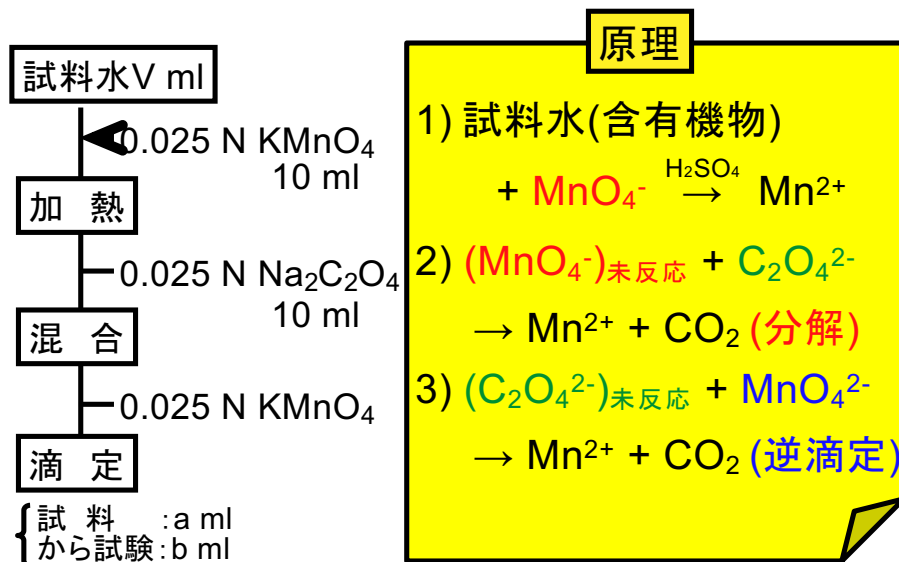 試料水V ml
0.025 N KMnO₄
10 ml
加 熱
0.025 N Na₂C₂O₄
10 ml
混 合
0.025 N KMnO₄
滴 定
試 料 :a ml
から試験:b ml
原理
1) 試料水(含有機物)
+ MnO₄⁻ H₂SO₄→ Mn²⁺
2) (MnO₄⁻)未反応 + C₂O₄²⁻
→ Mn²⁺ + CO₂ (分解)
3) (C₂O₄²⁻)未反応 + MnO₄²⁻
→ Mn²⁺ + CO₂ (逆滴定)